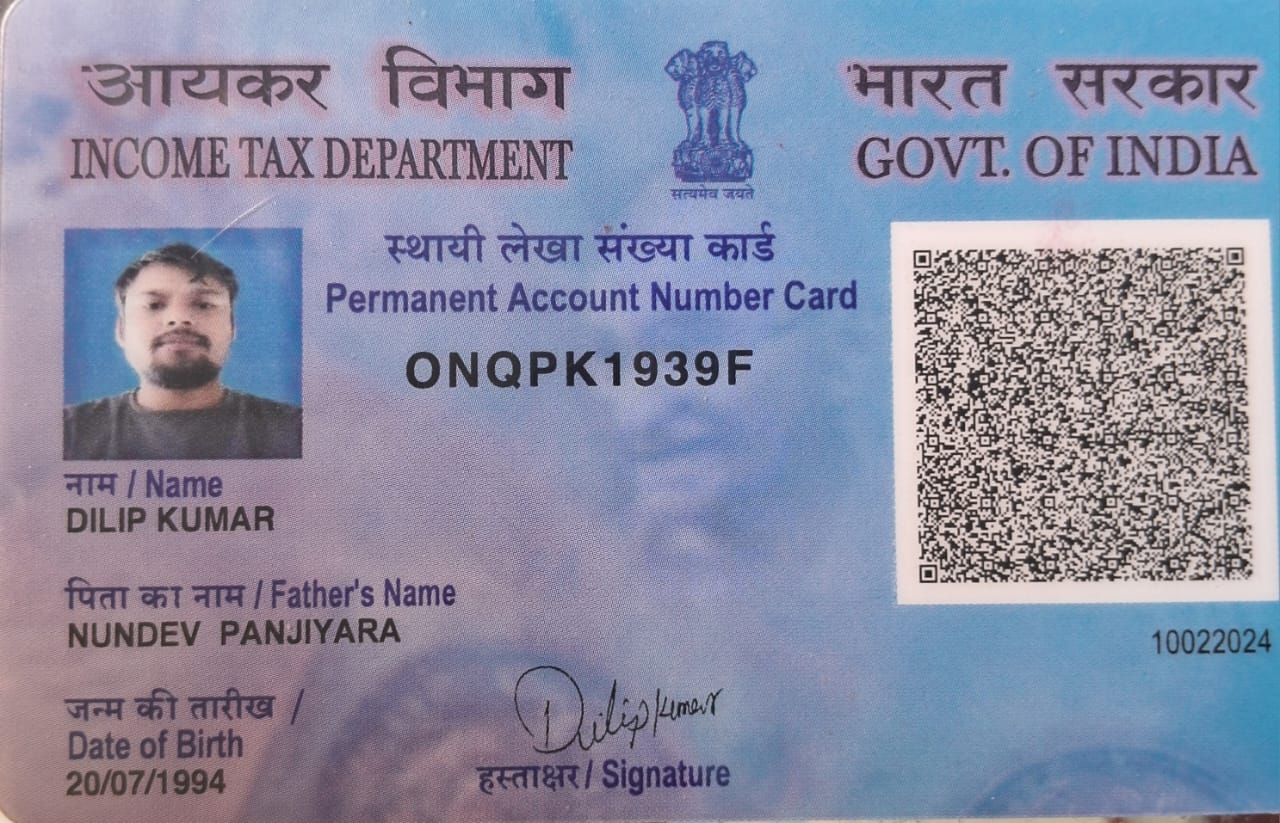 आयकर विभाग
INCOME TAX DEPARTMENT
सत्यमेव जयते
भारत सरकार
GOVT. OF INDIA
स्थायी लेखा संख्या कार्ड
Permanent Account Number Card
ONQPK1939F
नाम / Name
DILIP KUMAR
पिता का नाम / Father's Name
NUNDEV PANJIYARA
10022024
जन्म की तारीख /
Date of Birth
20/07/1994
Dilip Kumar
हस्ताक्षर / Signature